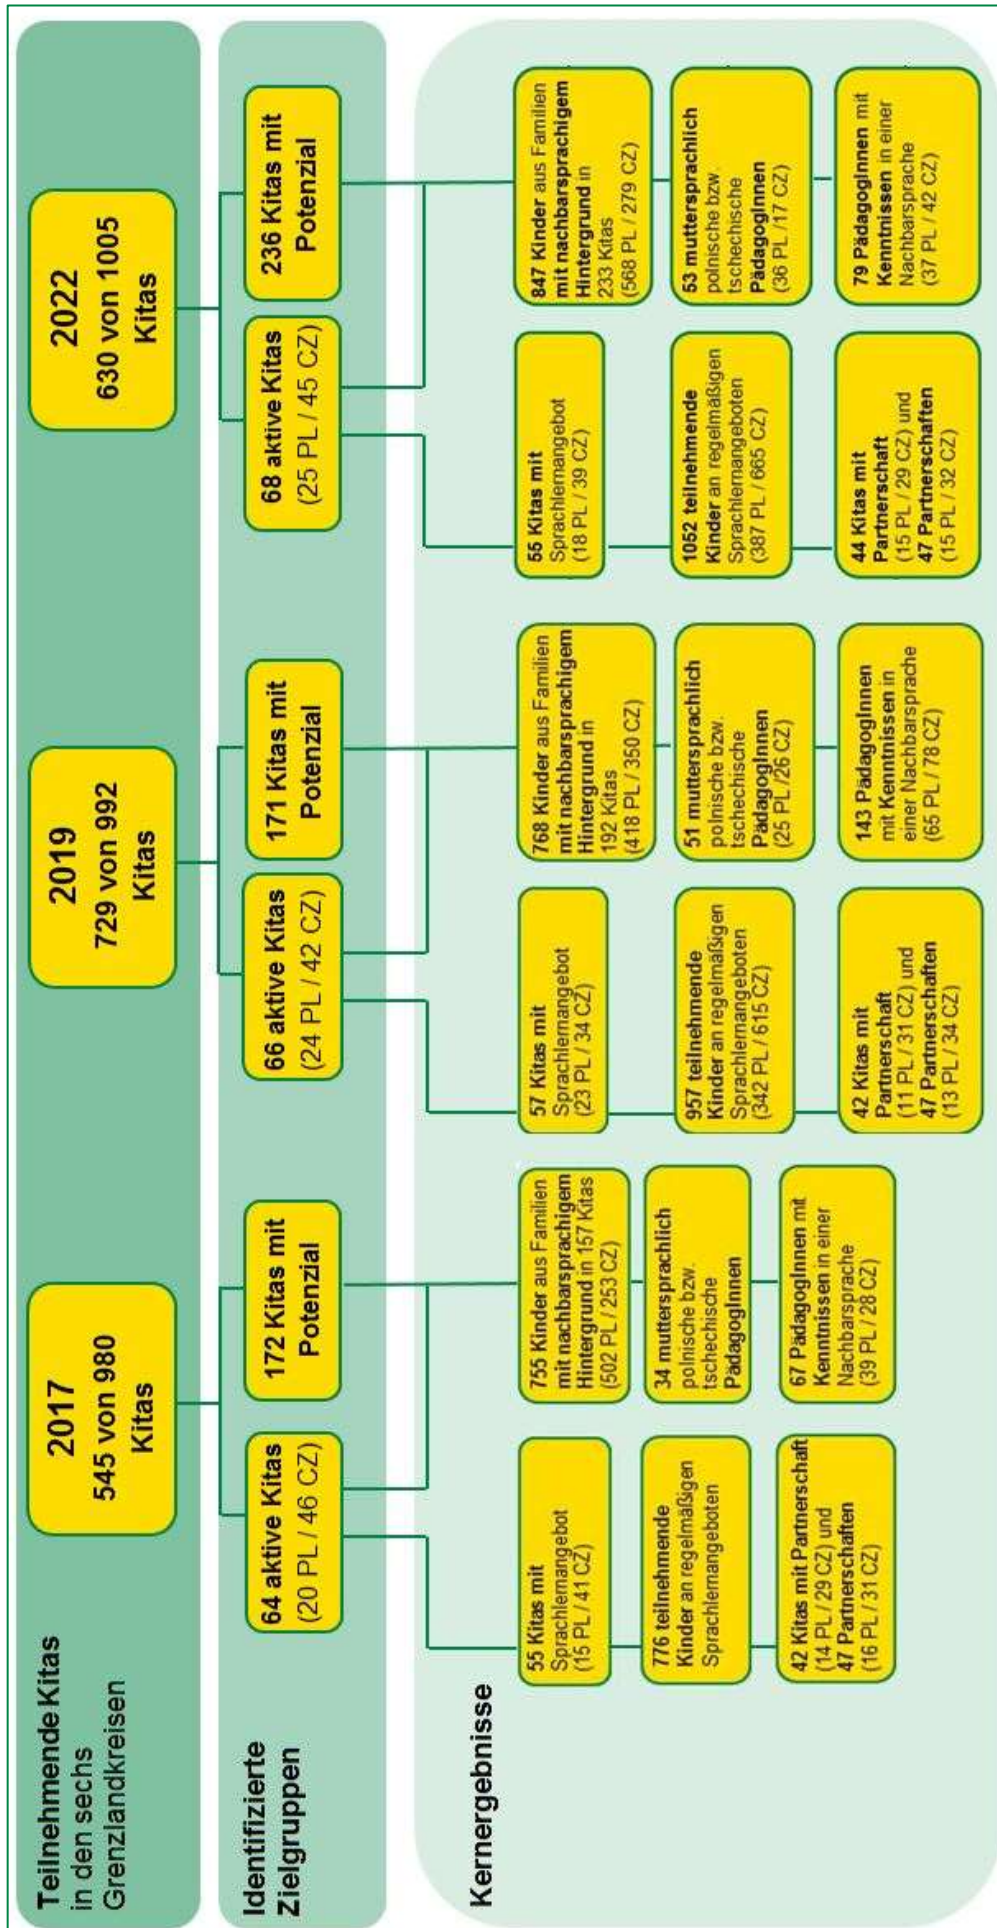 Teilnehmende Kitas
in den sechs
Grenzlandkreisen
2017
545 von 980
Kitas
2019
729 von 992
Kitas
2022
630 von 1005
Kitas
Identifizierte
Zielgruppen
64 aktive Kitas
(20 PL / 46 CZ)
172 Kitas mit
Potenzial
66 aktive Kitas
(24 PL / 42 CZ)
171 Kitas mit
Potenzial
68 aktive Kitas
(25 PL / 45 CZ)
236 Kitas mit
Potenzial
Kernergebnisse
55 Kitas mit
Sprachlernangebot
(15 PL / 41 CZ)
776 teilnehmende
Kinder an regelmäßigen
Sprachlernangeboten
42 Kitas mit Partnerschaft
(14 PL / 29 CZ) und
47 Partnerschaften
(16 PL / 31 CZ)
755 Kinder aus Familien
mit nachbarsprachigem
Hintergrund in 157 Kitas
(502 PL / 253 CZ)
34 muttersprachlich
polnische bzw.
tschechische
PädagogInnen
67 PädagogInnen mit
Kenntnissen in einer
Nachbarsprache
(39 PL / 28 CZ)
57 Kitas mit
Sprachlernangebot
(23 PL / 34 CZ)
957 teilnehmende
Kinder an regelmäßigen
Sprachlernangeboten
(342 PL / 615 CZ)
42 Kitas mit
Partnerschaft
(11 PL / 31 CZ) und
47 Partnerschaften
(13 PL / 34 CZ)
768 Kinder aus Familien
mit nachbarsprachigem
Hintergrund in
192 Kitas
(418 PL / 350 CZ)
51 muttersprachlich
polnische bzw.
tschechische
PädagogInnen
(25 PL /26 CZ)
143 PädagogInnen
mit Kenntnissen in
einer Nachbarsprache
(65 PL / 78 CZ)
55 Kitas mit
Sprachlernangebot
(18 PL / 39 CZ)
1052 teilnehmende
Kinder an regelmäßigen
Sprachlernangeboten
(387 PL / 665 CZ)
44 Kitas mit
Partnerschaft
(15 PL / 29 CZ) und
47 Partnerschaften
(15 PL / 32 CZ)
847 Kinder aus Familien
mit nachbarsprachigem
Hintergrund in
233 Kitas
(568 PL / 279 CZ)
53 muttersprachlich
polnische bzw.
tschechische
PädagogInnen
(36 PL /17 CZ)
79 PädagogInnen mit
Kenntnissen in einer
Nachbarsprache
(37 PL / 42 CZ)